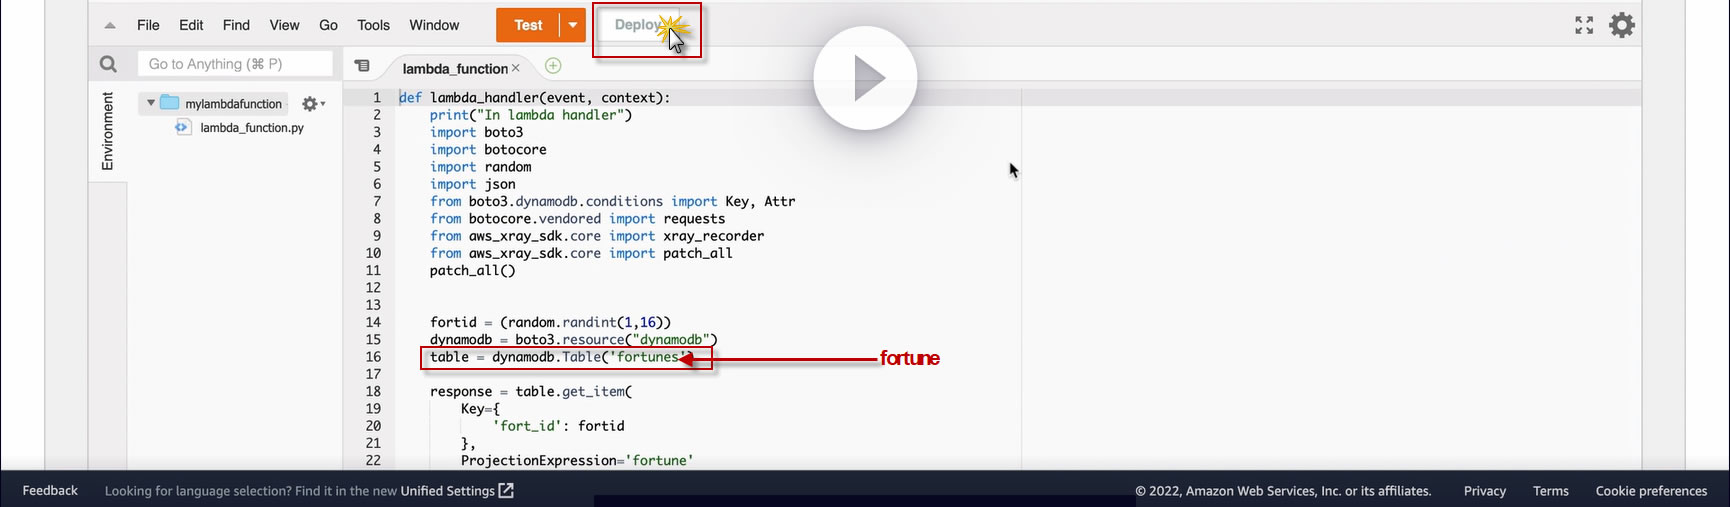 File Edit Find View Go Tools Window Test Deploy
Go to Anything (⌘ P)
lambda_function ×
Environment
mylambdafunction
lambda_function.py
1 def lambda_handler(event, context):
2 print("In lambda handler")
3 import boto3
4 import botocore
5 import random
6 import json
7 from boto3.dynamodb.conditions import Key, Attr
8 from botocore.vendored import requests
9 from aws_xray_sdk.core import xray_recorder
10 from aws_xray_sdk.core import patch_all
11 patch_all()
12
13
14 fortid = (random.randint(1,16))
15 dynamodb = boto3.resource("dynamodb")
16 table = dynamodb.Table('fortunes')
fortune
17
18 response = table.get_item(
19 Key={
20 'fort_id': fortid
21 },
22 ProjectionExpression='fortune'
Feedback Looking for language selection? Find it in the new Unified Settings © 2022, Amazon Web Services, Inc. or its affiliates. Privacy Terms Cookie preferences